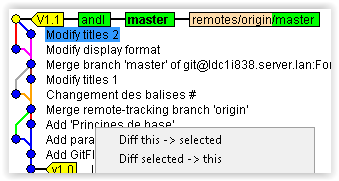 V1.1 andl master remotes/origin/master
Modify titles 2
Modify display format
Merge branch 'master' of git@ldc1i838.server.lan:For
Modify titles 1
Changement des balises #
Merge remote-tracking branch 'origin'
Add 'Principes de base'
Add para
Diff this -> selected
Add GitFl
Diff selected -> this
v1.0